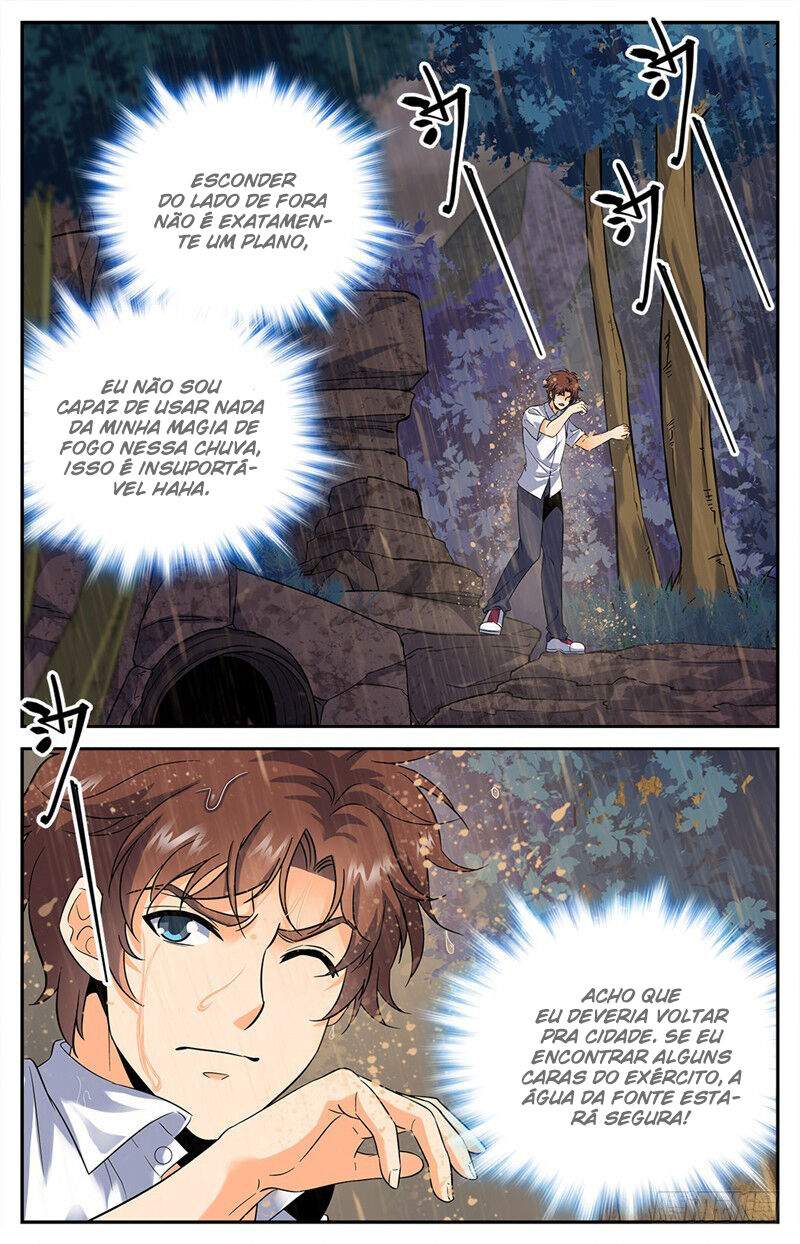 ESCONDER
DO LADO DE FORA
NÃO É EXATAMEN-
TE UM PLANO,
EU NÃO SOU
CAPAZ DE USAR NADA
DA MINHA MAGIA DE
FOGO NESSA CHUVA,
ISSO É INSUPORTÁ-
VEL HAHA.
ACHO QUE
EU DEVERIA VOLTAR
PRA CIDADE. SE EU
ENCONTRAR ALGUNS
CARAS DO EXÉRCITO, A
ÁGUA DA FONTE ESTA-
RÁ SEGURA!